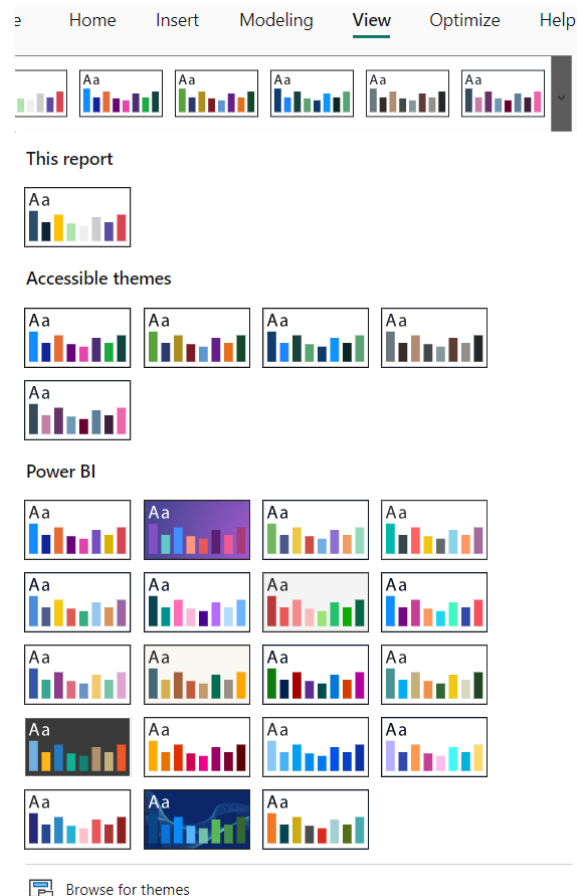 e Home Insert Modeling View Optimize Help
Aa Aa Aa Aa Aa
This report
Aa
Accessible themes
Aa Aa Aa Aa
Aa
Power BI
Aa Aa Aa Aa
Aa Aa Aa Aa
Aa Aa Aa Aa
Aa Aa Aa Aa
Aa Aa Aa
Browse for themes